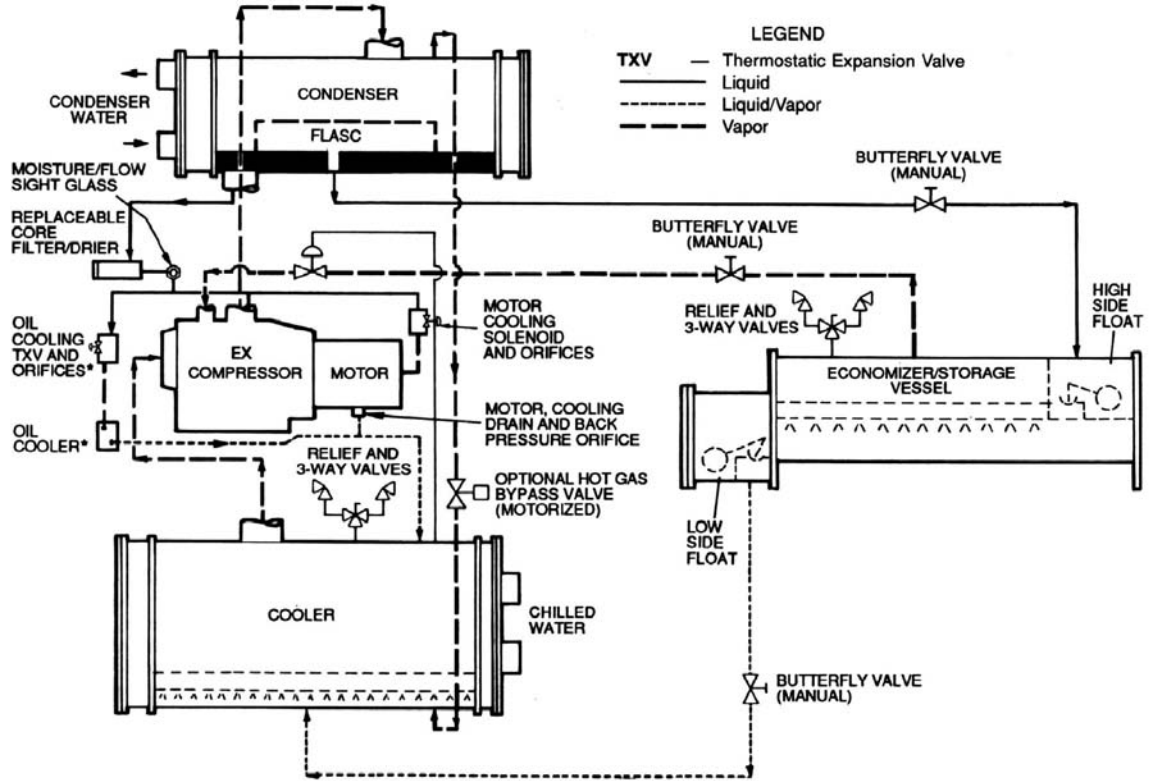 LEGEND
TXV — Thermostatic Expansion Valve
Liquid
Liquid/Vapor
Vapor
CONDENSER
WATER
CONDENSER
FLASC
MOISTURE/FLOW
SIGHT GLASS
REPLACEABLE
CORE
FILTER/DRIER
BUTTERFLY VALVE
(MANUAL)
BUTTERFLY VALVE
(MANUAL)
RELIEF AND
3-WAY VALVES
HIGH
SIDE
FLOAT
OIL
COOLING
TXV AND
ORIFICES*
EX
COMPRESSOR
MOTOR
MOTOR
COOLING
SOLENOID
AND ORIFICES
ECONOMIZER/STORAGE
VESSEL
OIL
COOLER*
MOTOR, COOLING
DRAIN AND BACK
PRESSURE ORIFICE
RELIEF AND
3-WAY VALVES
OPTIONAL HOT GAS
BYPASS VALVE
(MOTORIZED)
LOW
SIDE
FLOAT
COOLER
CHILLED
WATER
BUTTERFLY VALVE
(MANUAL)